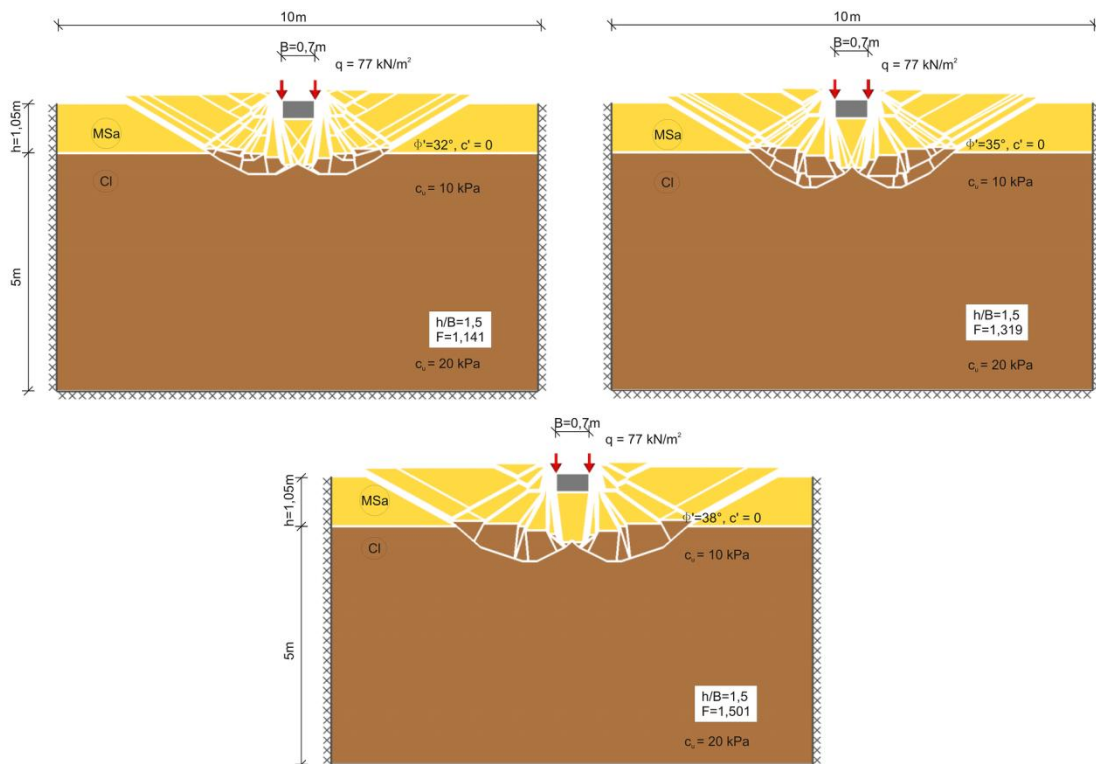 10m
B=0,7m
q = 77 kN/m²
h=1,05m
MSa
ϕ'=32°, c' = 0
Cl
cᵤ = 10 kPa
5m
h/B=1,5
F=1,141
cᵤ = 20 kPa
10m
B=0,7m
q = 77 kN/m²
MSa
ϕ'=35°, c' = 0
Cl
cᵤ = 10 kPa
h/B=1,5
F=1,319
cᵤ = 20 kPa
B=0,7m
q = 77 kN/m²
h=1,05m
MSa
ϕ'=38°, c' = 0
Cl
cᵤ = 10 kPa
5m
h/B=1,5
F=1,501
cᵤ = 20 kPa